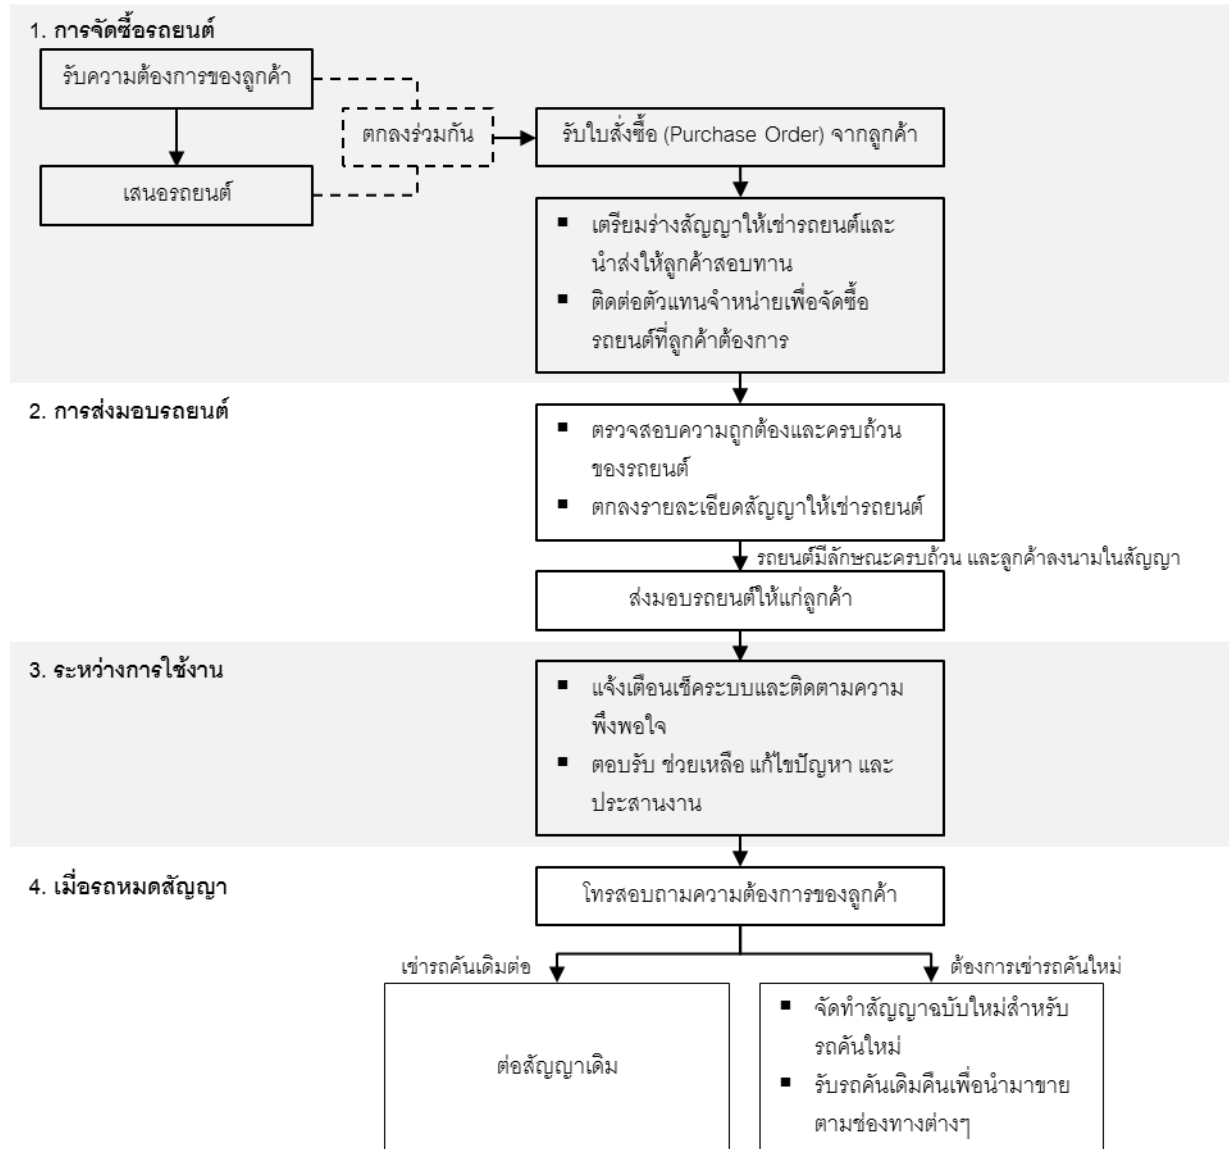 1. การจัดซื้อรถยนต์
รับความต้องการของลูกค้า
ตกลงร่วมกัน
รับใบสั่งซื้อ (Purchase Order) จากลูกค้า
เสนอรถยนต์
▪ เตรียมร่างสัญญาให้เช่ารถยนต์และ
นำส่งให้ลูกค้าสอบทาน
▪ ติดต่อตัวแทนจำหน่ายเพื่อจัดซื้อ
รถยนต์ที่ลูกค้าต้องการ
2. การส่งมอบรถยนต์
▪ ตรวจสอบความถูกต้องและครบถ้วน
ของรถยนต์
▪ ตกลงรายละเอียดสัญญาให้เช่ารถยนต์
รถยนต์มีลักษณะครบถ้วน และลูกค้าลงนามในสัญญา
ส่งมอบรถยนต์ให้แก่ลูกค้า
3. ระหว่างการใช้งาน
▪ แจ้งเตือนเช็คระบบและติดตามความ
พึงพอใจ
▪ ตอบรับ ช่วยเหลือ แก้ไขปัญหา และ
ประสานงาน
4. เมื่อรถหมดสัญญา
โทรสอบถามความต้องการของลูกค้า
เช่ารถคันเดิมต่อ
ต้องการเช่ารถคันใหม่
ต่อสัญญาเดิม
▪ จัดทำสัญญาฉบับใหม่สำหรับ
รถคันใหม่
▪ รับรถคันเดิมคืนเพื่อนำมาขาย
ตามช่องทางต่างๆ